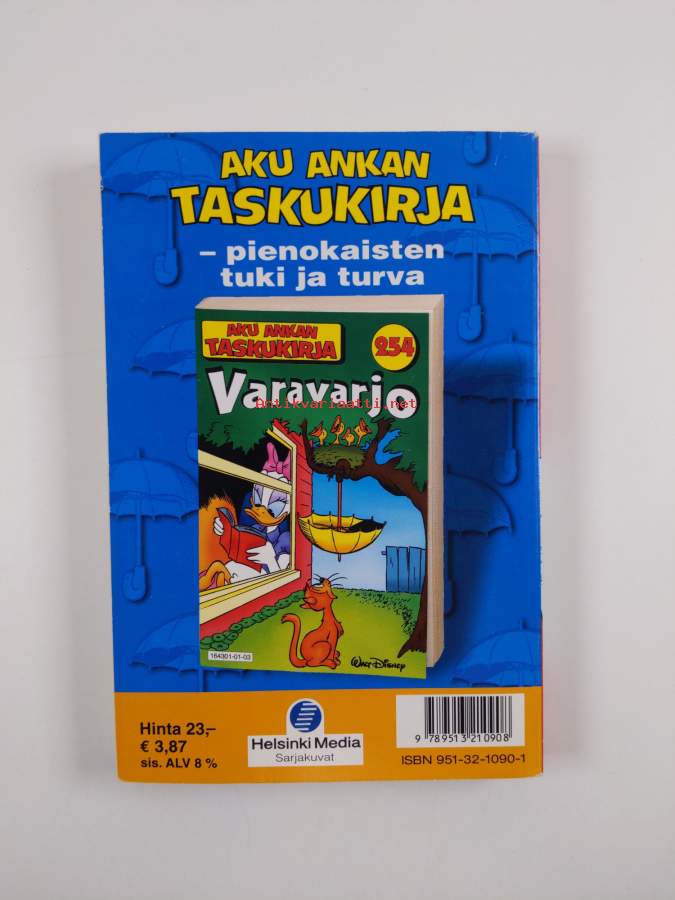 AKU ANKAN
TASKUKIRJA
– pienokaisten
tuki ja turva
AKU ANKAN
TASKUKIRJA
254
Varavarjo
Antikvariaatti.net
164301-01-03
Walt Disney
Hinta 23,–
€ 3,87
sis. ALV 8 %
Helsinki Media
Sarjakuvat
9 789513 210908
ISBN 951-32-1090-1